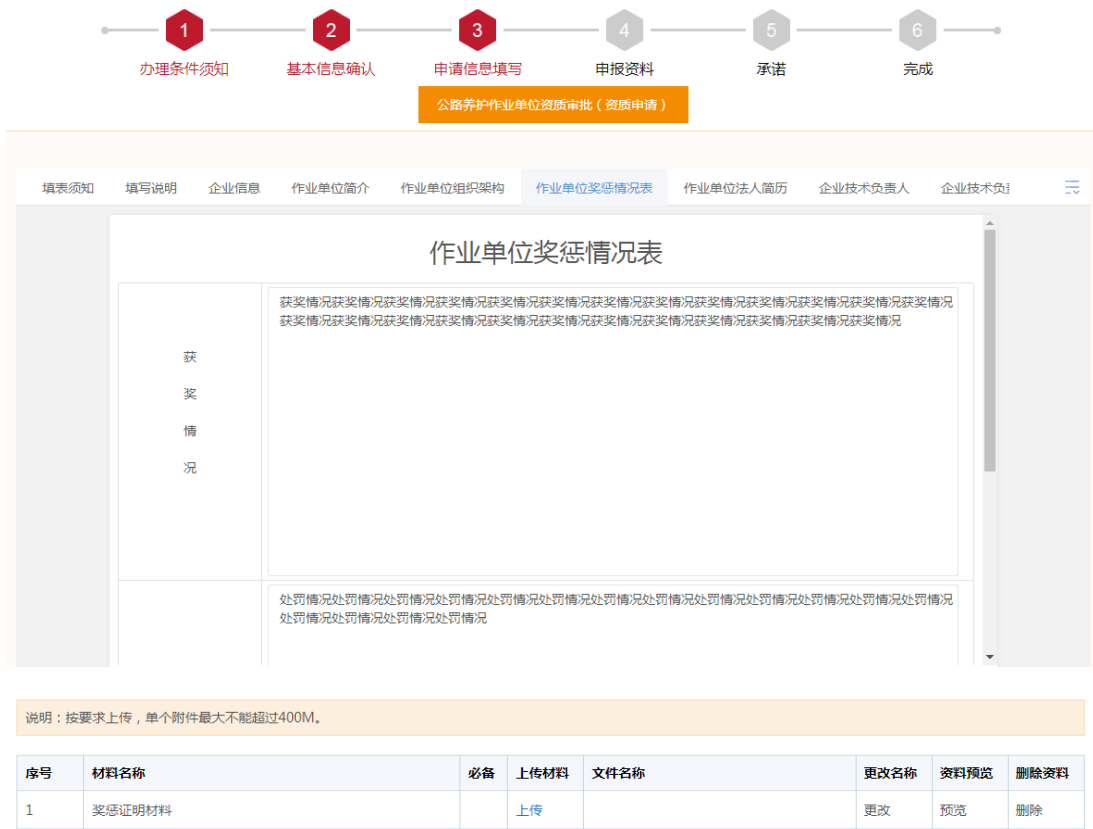 1 2 3 4 5 6
办理条件须知 基本信息确认 申请信息填写 申报资料 承诺 完成
公路养护作业单位资质审批（资质申请）
填表须知 填写说明 企业信息 作业单位简介 作业单位组织架构 作业单位奖惩情况表 作业单位法人简历 企业技术负责人 企业技术负
作业单位奖惩情况表
获奖情况获奖情况获奖情况获奖情况获奖情况获奖情况获奖情况获奖情况获奖情况获奖情况获奖情况获奖情况获奖情况
获奖情况获奖情况获奖情况获奖情况获奖情况获奖情况获奖情况获奖情况获奖情况获奖情况获奖情况获奖情况
获
奖
情
况
处罚情况处罚情况处罚情况处罚情况处罚情况处罚情况处罚情况处罚情况处罚情况处罚情况处罚情况处罚情况处罚情况
处罚情况处罚情况处罚情况处罚情况
说明：按要求上传，单个附件最大不能超过400M。
序号 材料名称 必备 上传材料 文件名称 更改名称 资料预览 删除资料
1 奖惩证明材料 上传 更改 预览 删除